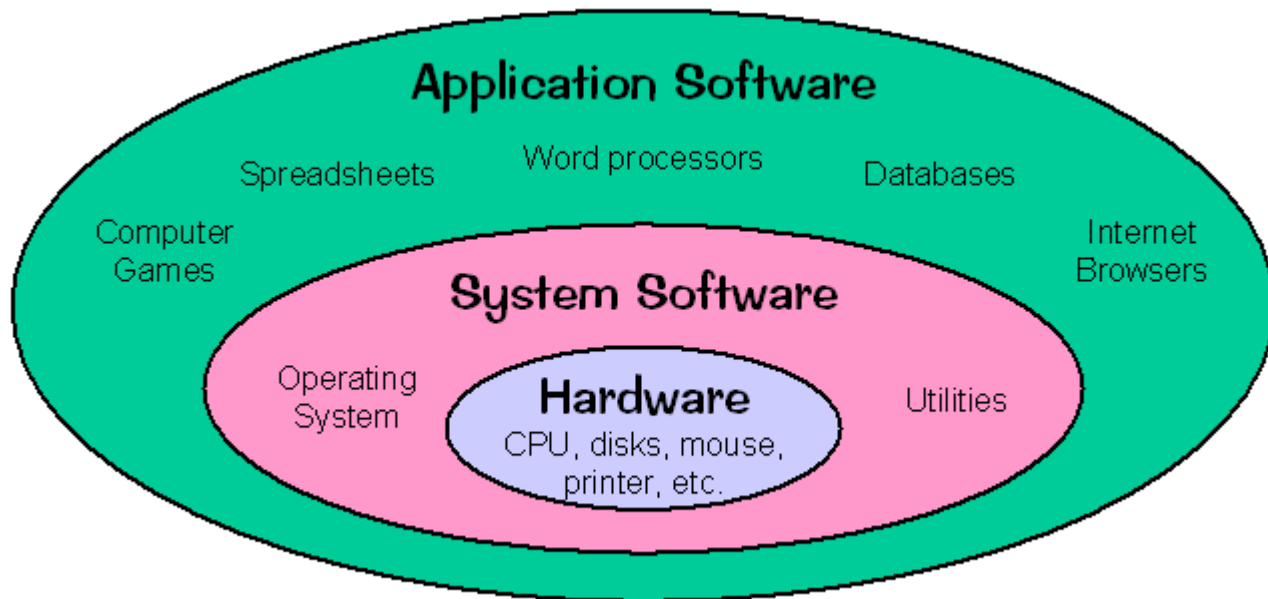 Application Software
Spreadsheets
Word processors
Databases
Computer
Games
Internet
Browsers
System Software
Operating
System
Utilities
Hardware
CPU, disks, mouse,
printer, etc.